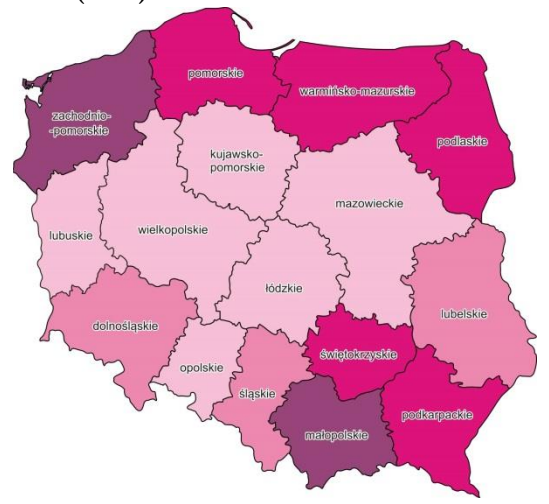 pomorskie
warmińsko-mazurskie
zachodnio-
-pomorskie
podlaskie
kujawsko-
pomorskie
mazowieckie
wielkopolskie
lubuskie
łódzkie
lubelskie
dolnośląskie
świętokrzyskie
opolskie
śląskie
podkarpackie
małopolskie